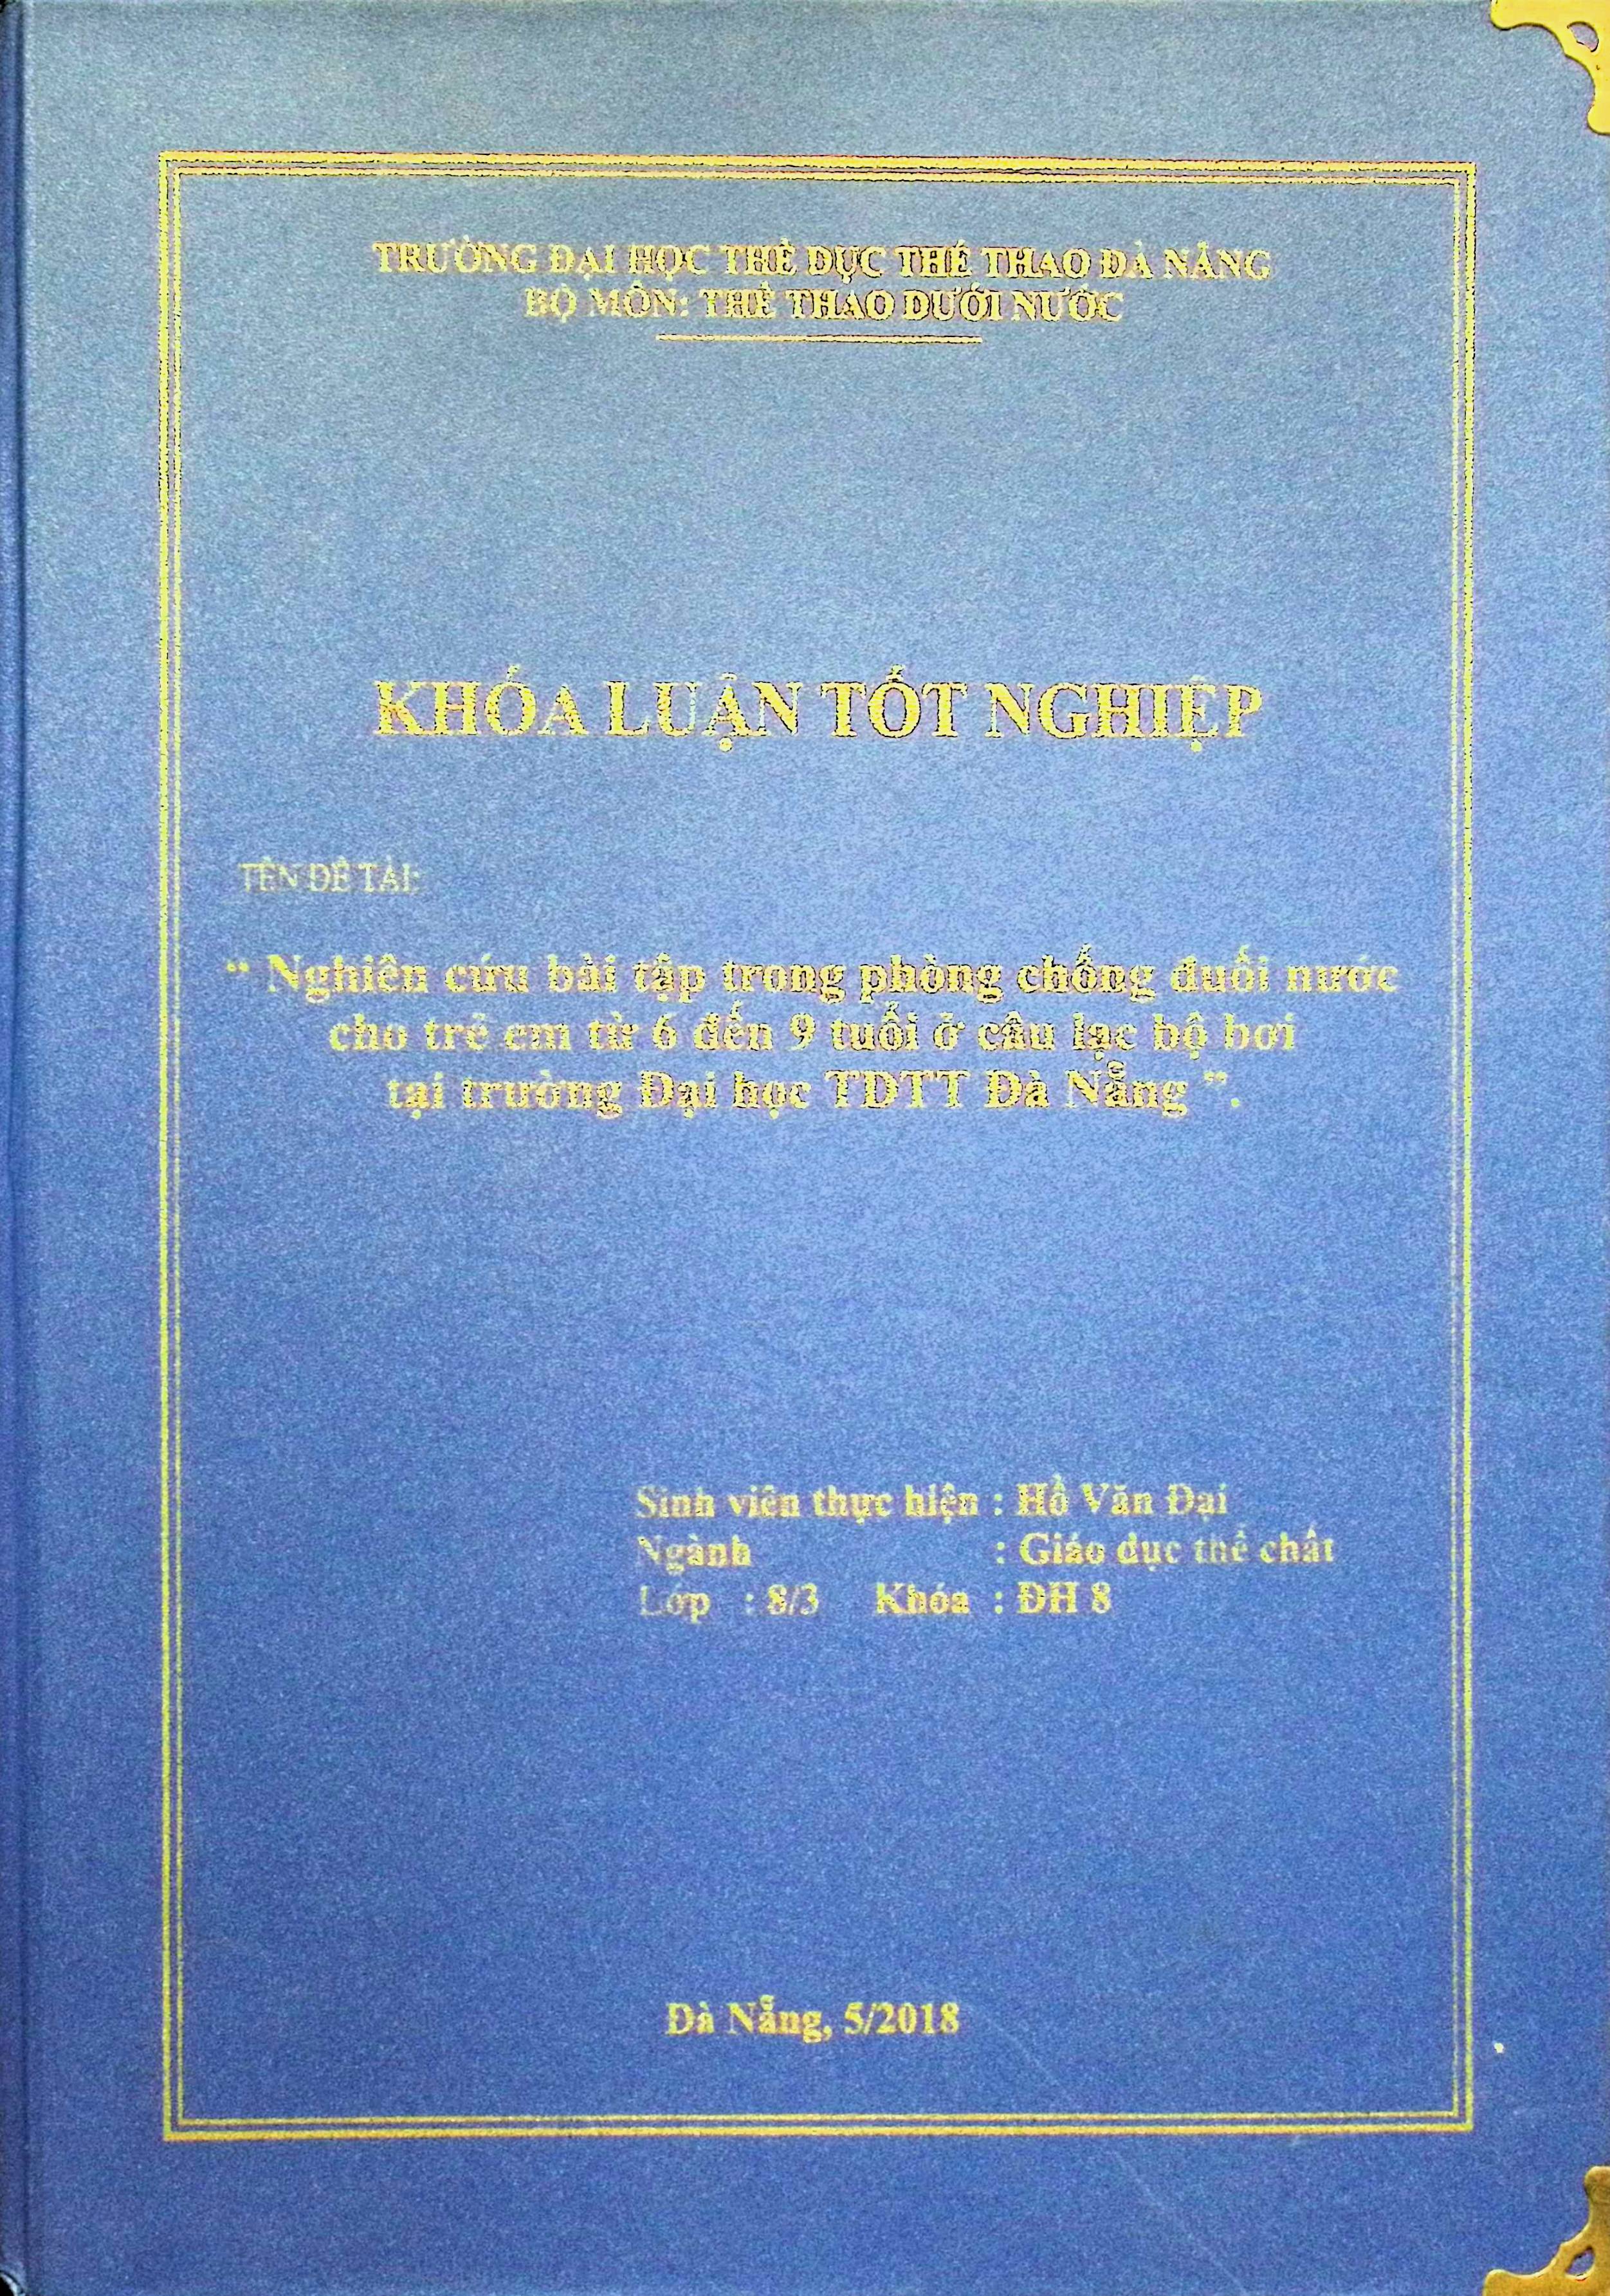 TRƯỜNG ĐẠI HỌC THỂ DỤC THỂ THAO ĐÀ NẴNG
BỘ MÔN: THỂ THAO DƯỚI NƯỚC
KHÓA LUẬN TỐT NGHIỆP
TÊN ĐỀ TÀI:
“ Nghiên cứu bài tập trong phòng chống đuối nước
cho trẻ em từ 6 đến 9 tuổi ở câu lạc bộ bơi
tại trường Đại học TDTT Đà Nẵng ”.
Sinh viên thực hiện : Hồ Văn Đại
Ngành : Giáo dục thể chất
Lớp : 8/3 Khóa : ĐH 8
Đà Nẵng, 5/2018